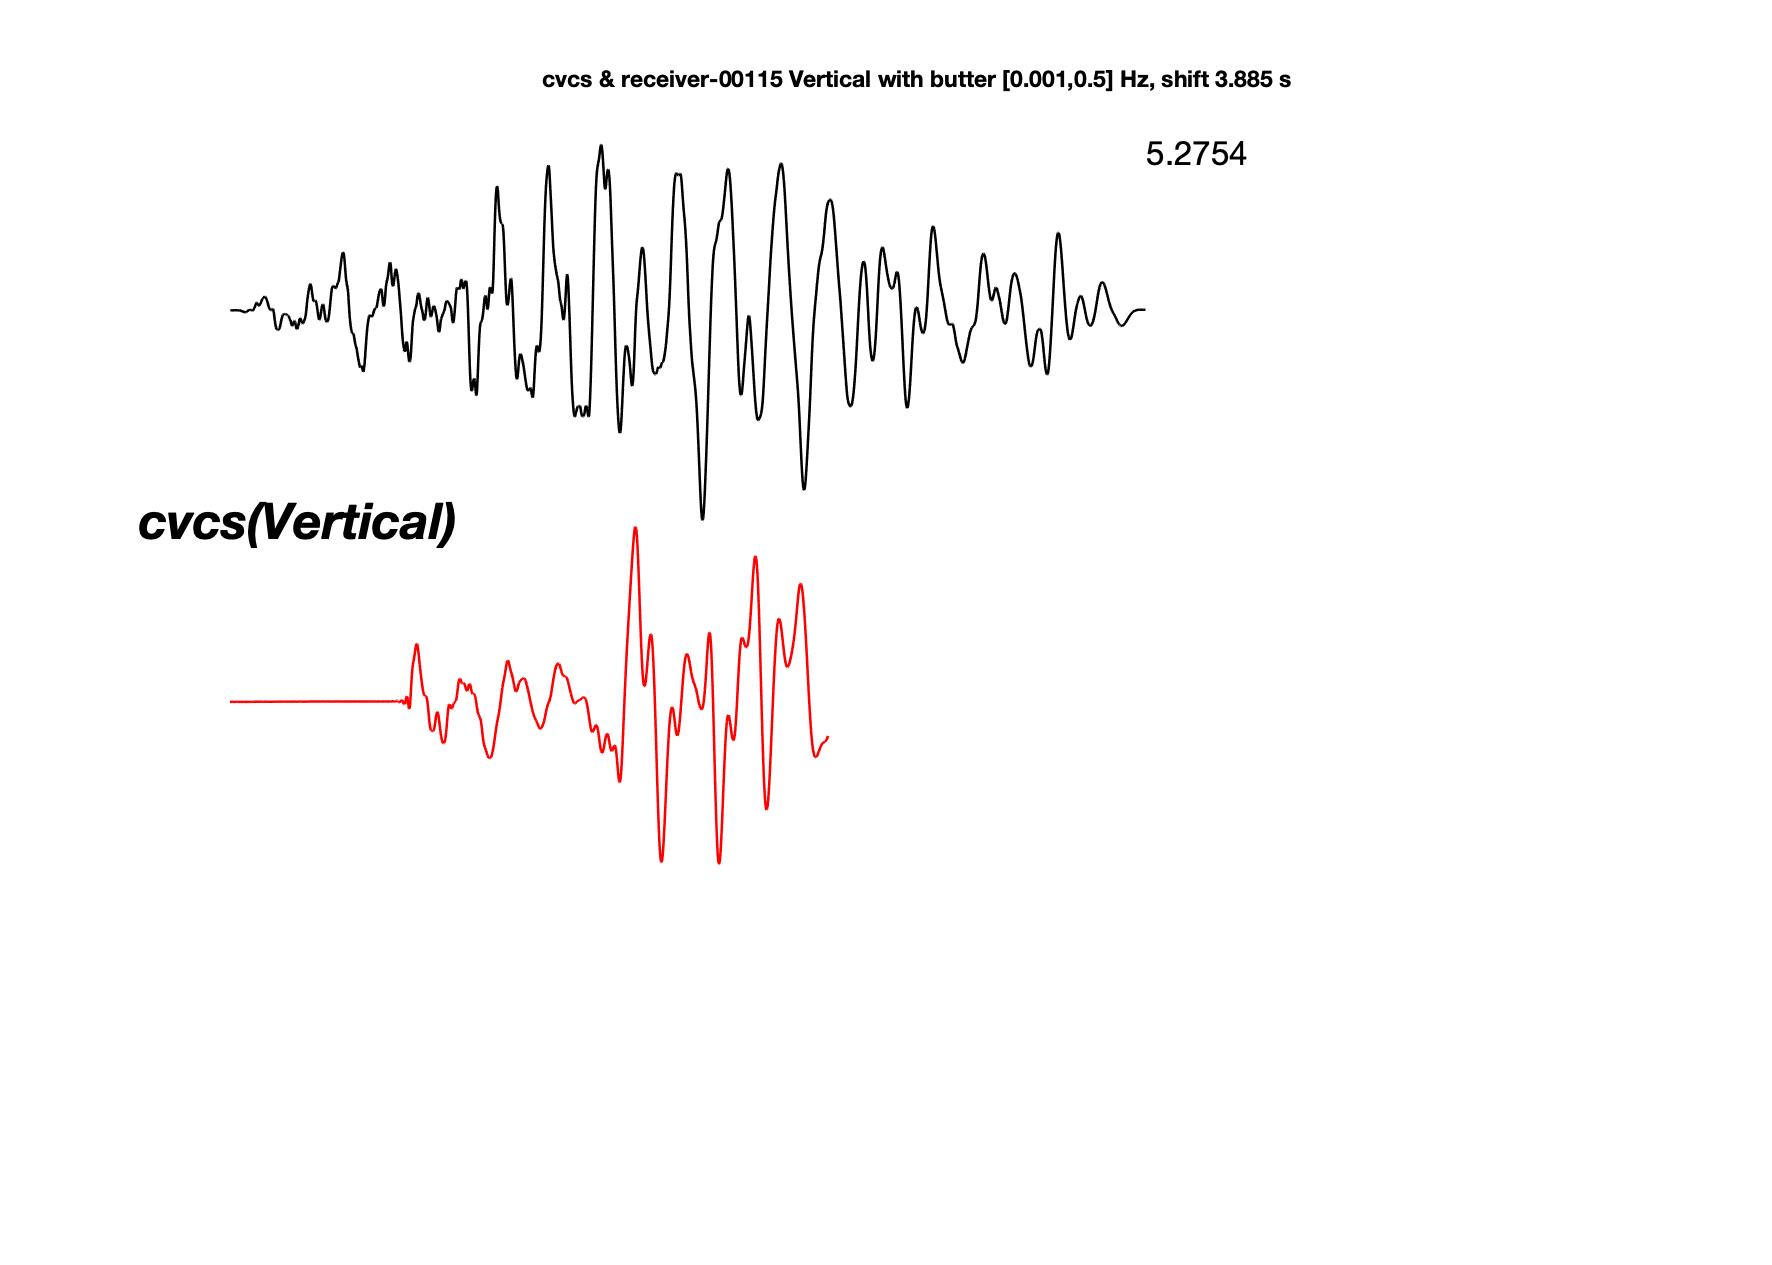 cvcs & receiver-00115 Vertical with butter [0.001,0.5] Hz, shift 3.885 s
5.2754
cvcs(Vertical)